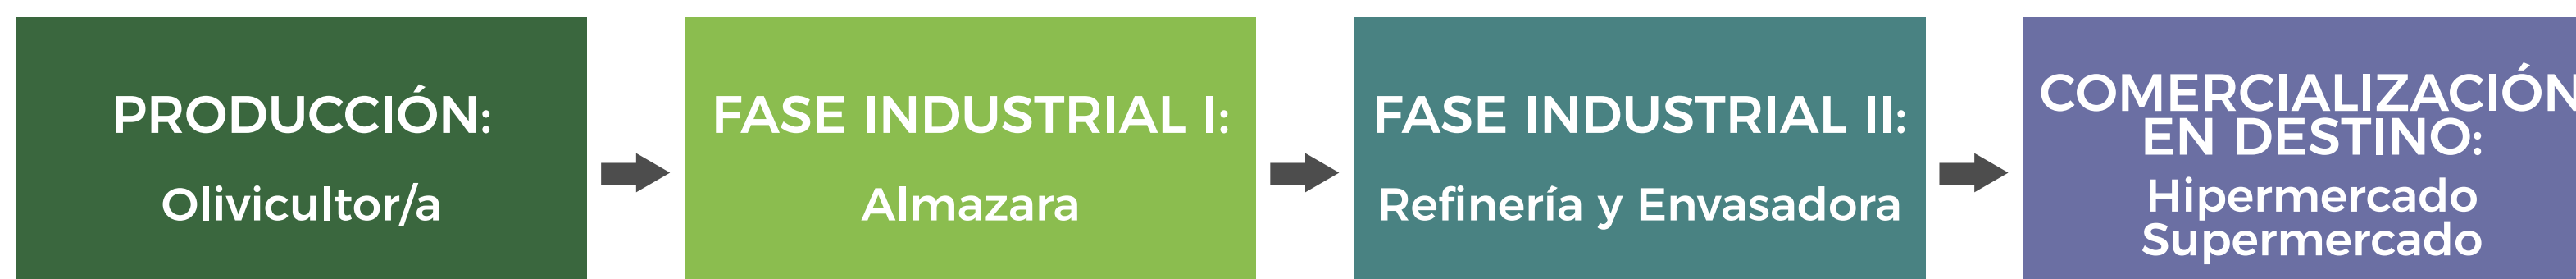 PRODUCCIÓN:
Olivicultor/a
FASE INDUSTRIAL I:
Almazara
FASE INDUSTRIAL II:
Refinería y Envasadora
COMERCIALIZACIÓN
EN DESTINO:
Hipermercado
Supermercado